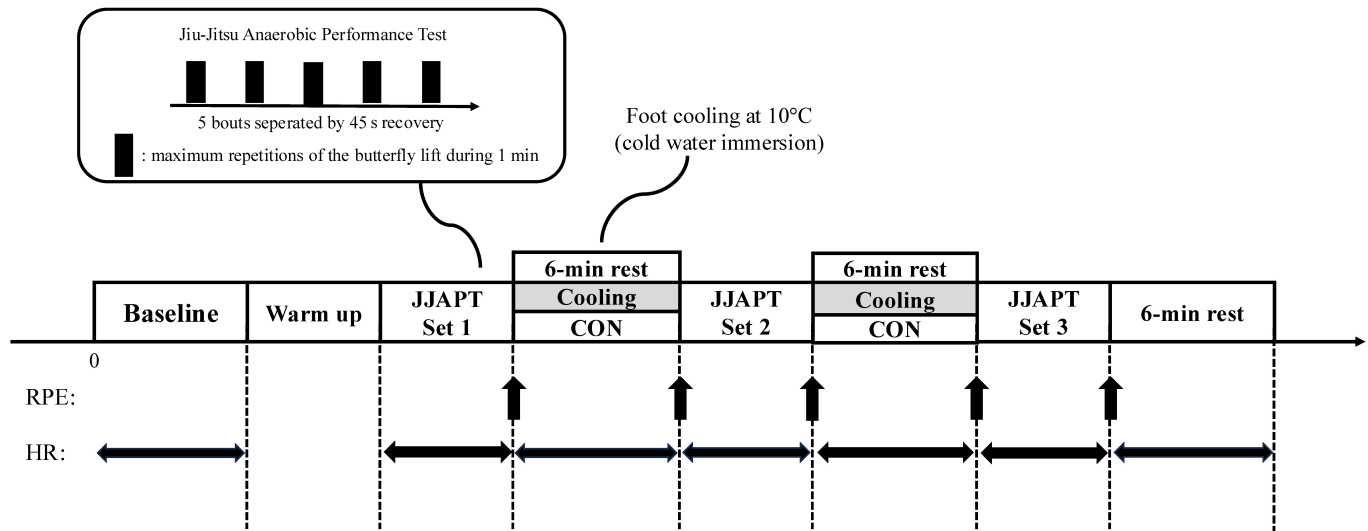 Jiu-Jitsu Anaerobic Performance Test
5 bouts seperated by 45 s recovery
: maximum repetitions of the butterfly lift during 1 min
Foot cooling at 10°C
(cold water immersion)
Baseline
Warm up
JJAPT
Set 1
6-min rest
Cooling
CON
JJAPT
Set 2
6-min rest
Cooling
CON
JJAPT
Set 3
6-min rest
0
RPE:
HR: